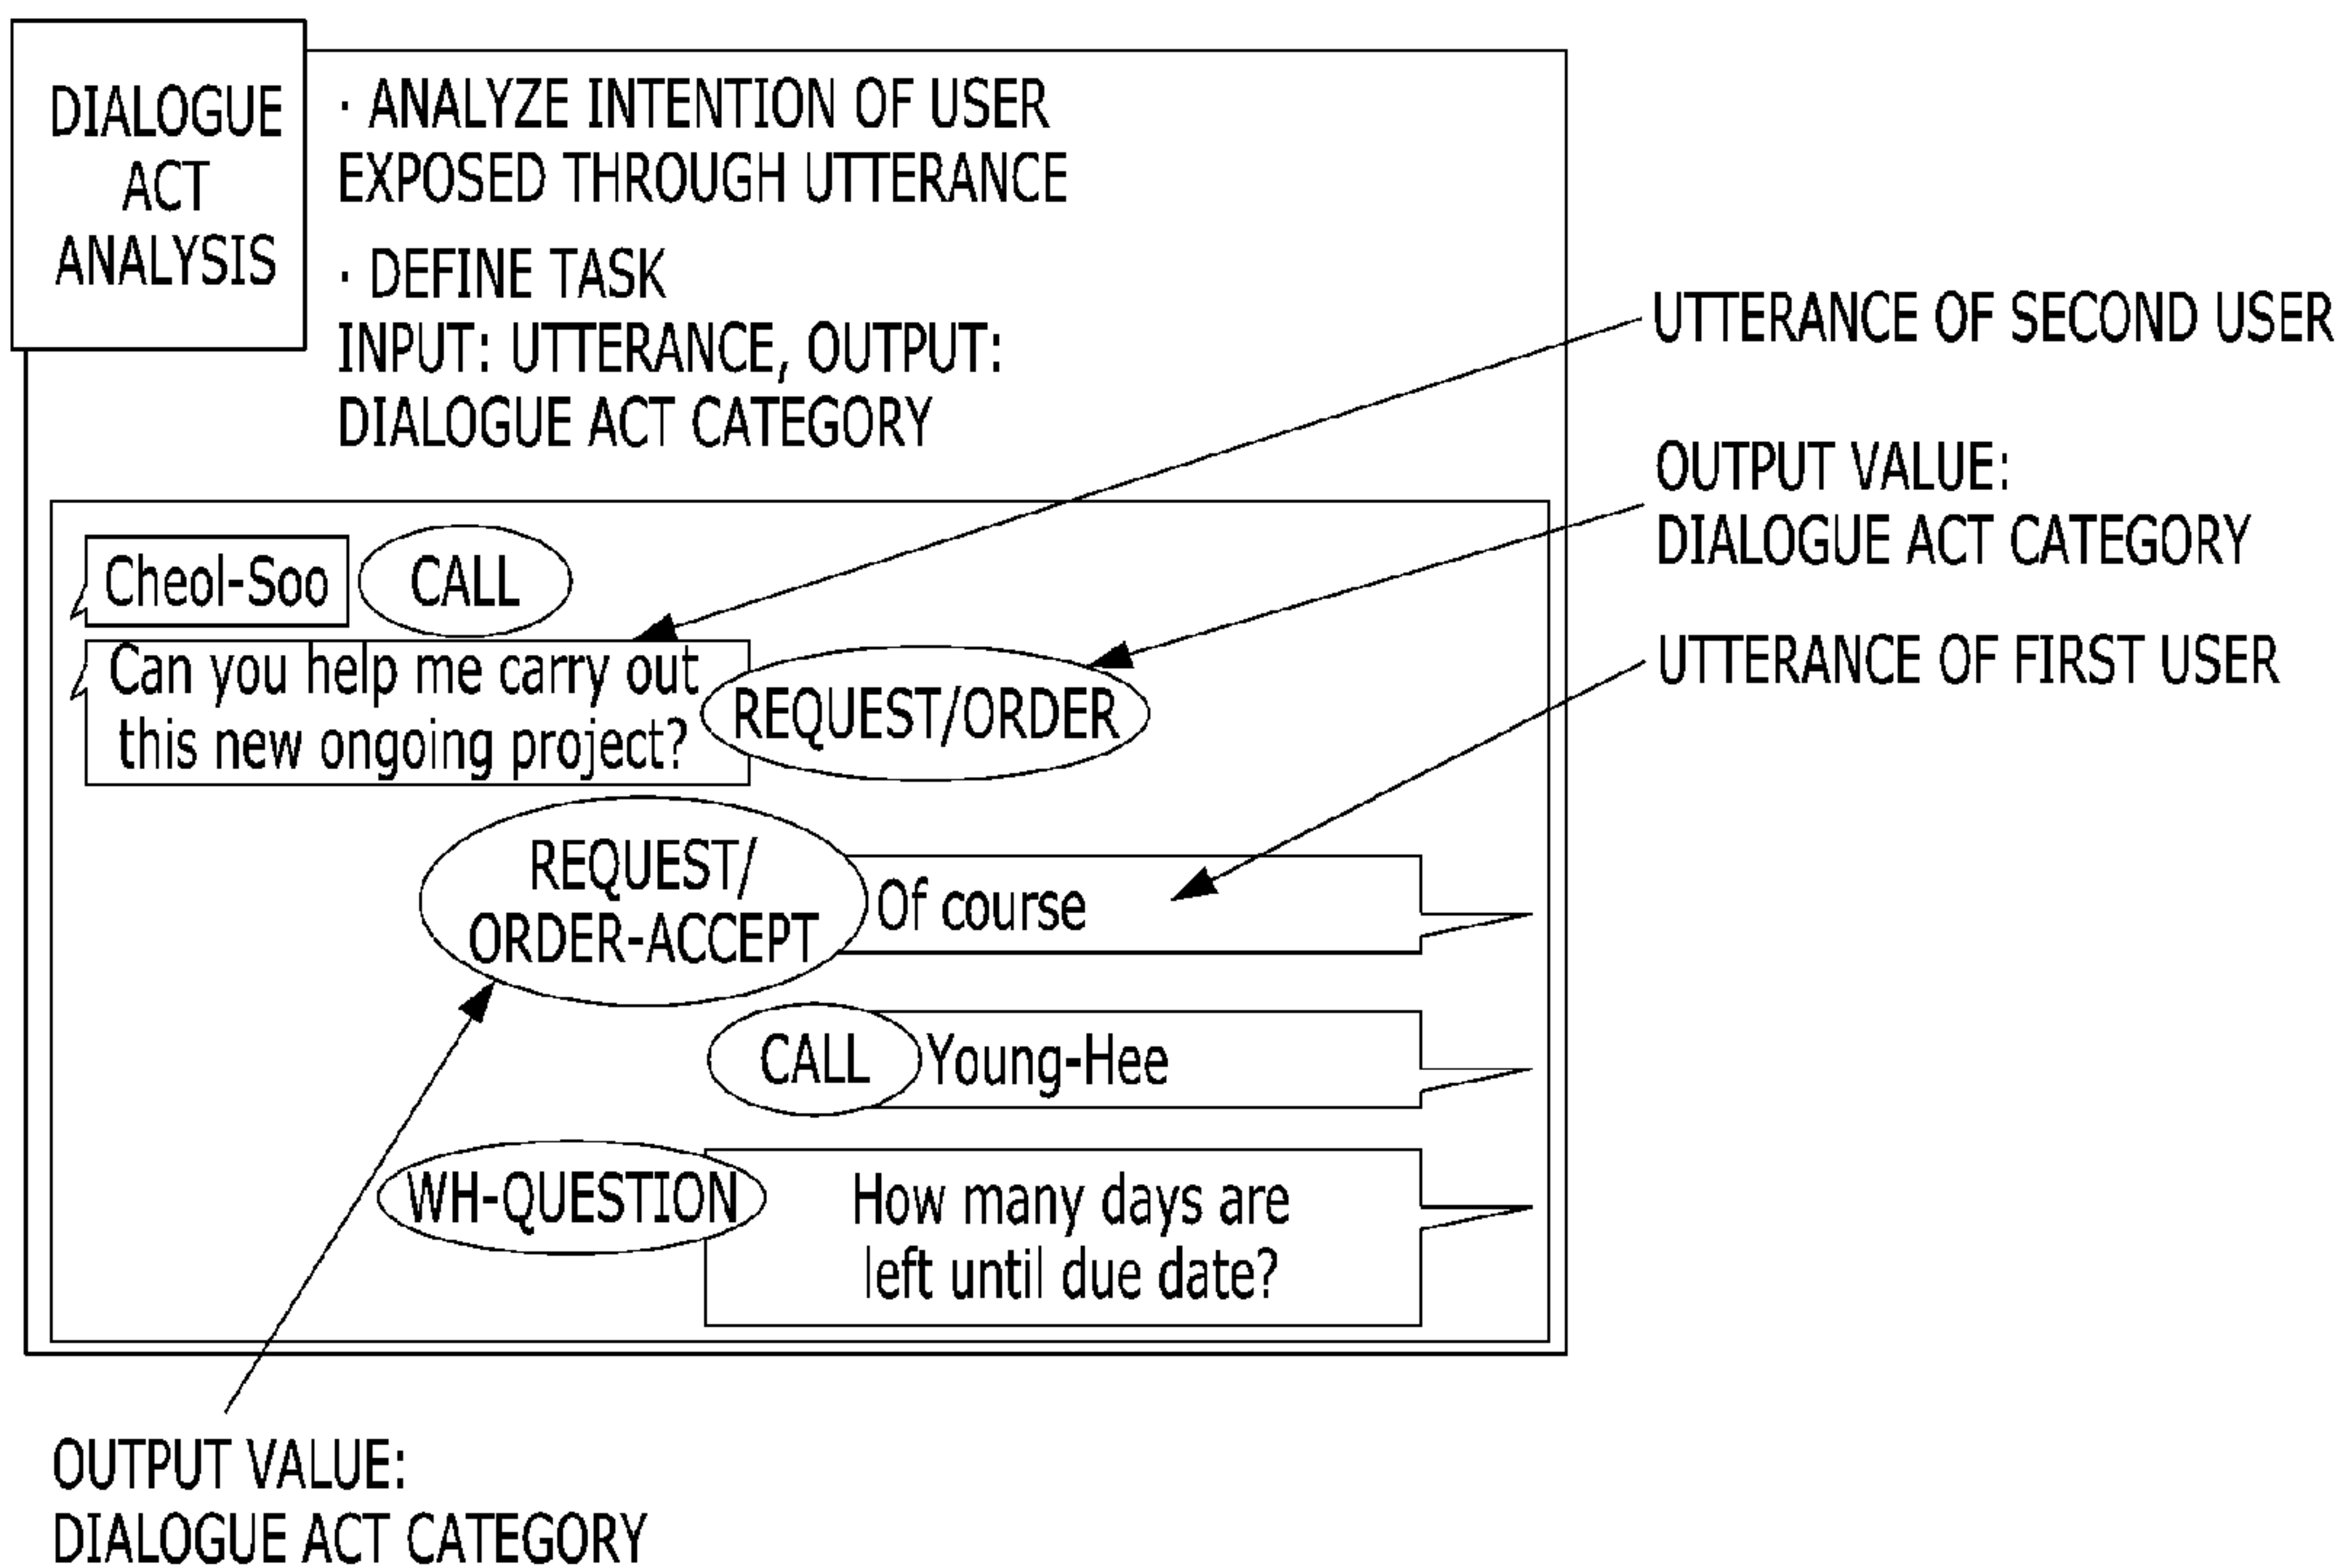 DIALOGUE
ACT
ANALYSIS
· ANALYZE INTENTION OF USER
EXPOSED THROUGH UTTERANCE
· DEFINE TASK
INPUT: UTTERANCE, OUTPUT:
DIALOGUE ACT CATEGORY
UTTERANCE OF SECOND USER
OUTPUT VALUE:
DIALOGUE ACT CATEGORY
UTTERANCE OF FIRST USER
Cheol-Soo
CALL
Can you help me carry out
this new ongoing project?
REQUEST/ORDER
REQUEST/
ORDER-ACCEPT
Of course
CALL
Young-Hee
WH-QUESTION
How many days are
left until due date?
OUTPUT VALUE:
DIALOGUE ACT CATEGORY